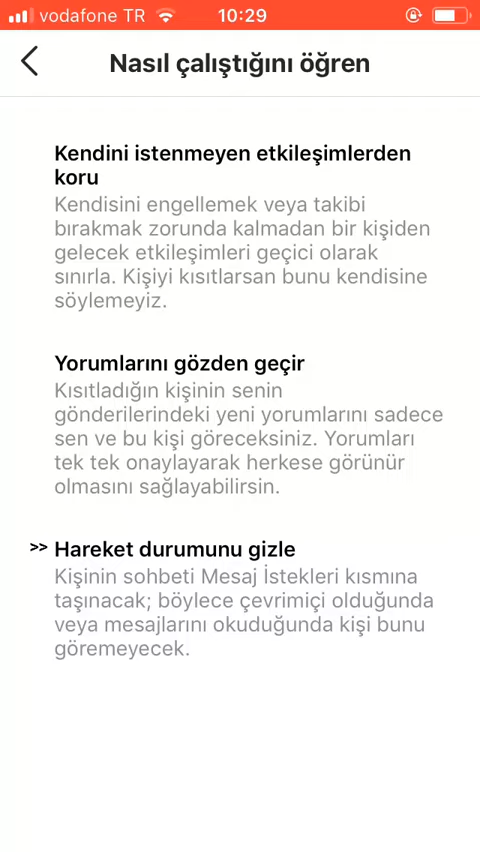 vodafone TR 10:29
Nasıl çalıştığını öğren
Kendini istenmeyen etkileşimlerden
koru
Kendisini engellemek veya takibi
bırakmak zorunda kalmadan bir kişiden
gelecek etkileşimleri geçici olarak
sınırla. Kişiyi kısıtlarsan bunu kendisine
söylemeyiz.
Yorumlarını gözden geçir
Kısıtladığın kişinin senin
gönderilerindeki yeni yorumlarını sadece
sen ve bu kişi göreceksiniz. Yorumları
tek tek onaylayarak herkese görünür
olmasını sağlayabilirsin.
>> Hareket durumunu gizle
Kişinin sohbeti Mesaj İstekleri kısmına
taşınacak; böylece çevrimiçi olduğunda
veya mesajlarını okuduğunda kişi bunu
göremeyecek.